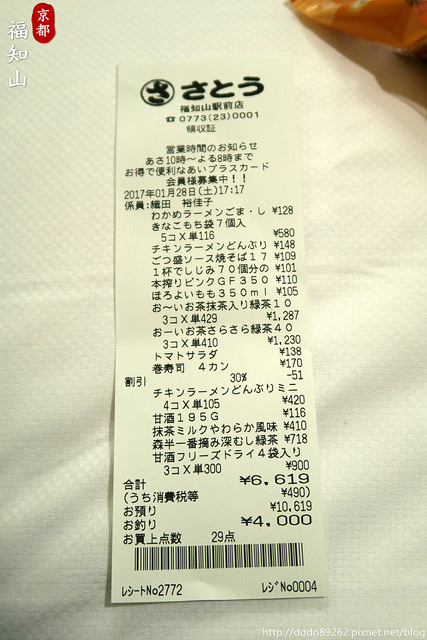 京都
福知山
さ さとう
福知山駅前店
☎0773(23)0001
領収証
営業時間のお知らせ
あさ10時~よる8時まで
お得で便利なあいプラスカード
会員様募集中!!
2017年01月28日(土)17:17
係員:織田 裕佳子
わかめラーメンごま・し ¥128
きなこもち袋7個入
5コX単116 ¥580
チキンラーメンどんぶり ¥148
ごつ盛ソース焼そば17 ¥109
1杯でしじみ70個分の ¥101
本搾りピンクGF350 ¥110
ほろよいもも350ml ¥105
お~いお茶抹茶入り緑茶10
3コX単429 ¥1,287
おーいお茶さらさら緑茶40
3コX単410 ¥1,230
トマトサラダ ¥138
巻寿司 4カン ¥170
割引 30% -51
チキンラーメンどんぶりミニ
4コX単105 ¥420
甘酒195G ¥116
抹茶ミルクやわらか風味 ¥410
森半一番摘み深むし緑茶 ¥718
甘酒フリーズドライ4袋入り
3コX単300 ¥900
合計 ¥6,619
(うち消費税等 ¥490)
お預り ¥10,619
お釣り ¥4,000
お買上点数 29点
レシートNo2772 レジNo0004
http://dodo89262.pixnet.net/blog